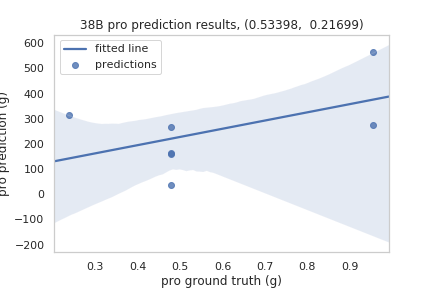 38B pro prediction results, (0.53398,  0.21699)
fitted line
predictions
600
500
400
300
200
100
0
−100
−200
pro prediction (g)
0.3 0.4 0.5 0.6 0.7 0.8 0.9
pro ground truth (g)